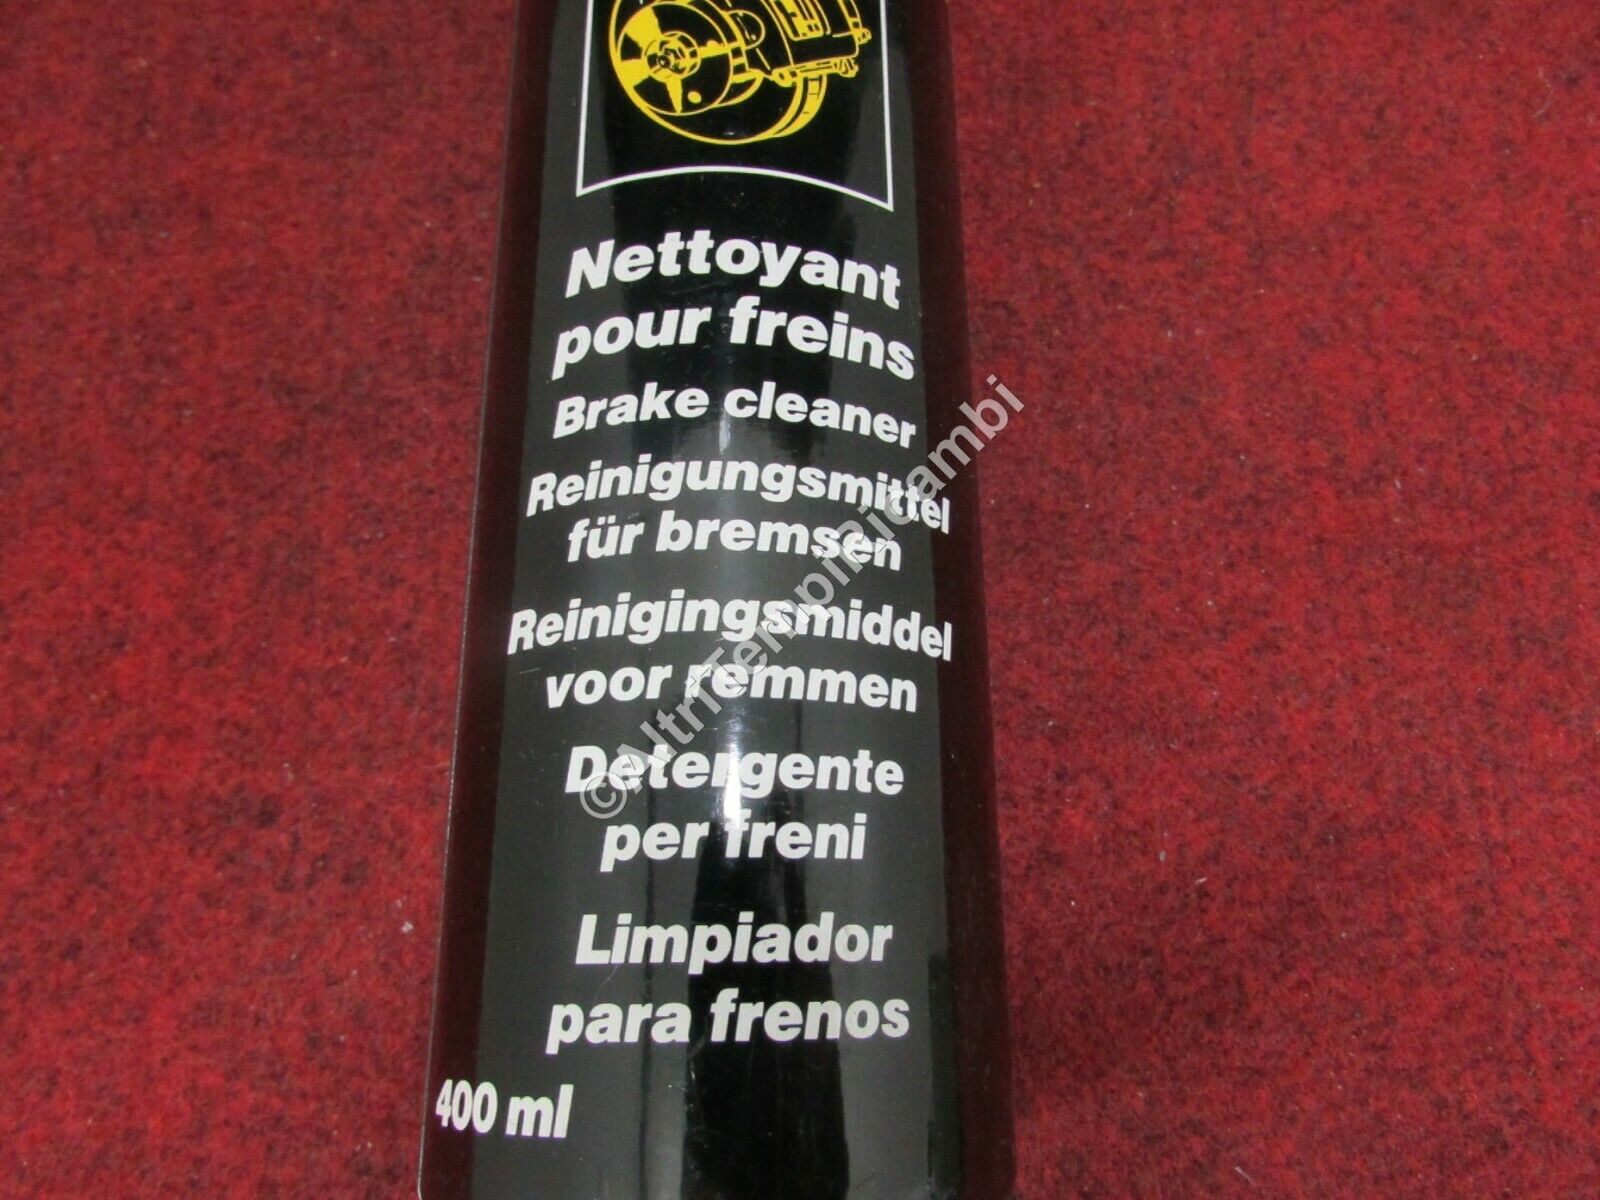 Nettoyant
pour freins
Brake cleaner
Reinigungsmittel
für bremsen
Reinigingsmiddel
voor remmen
Detergente
per freni
Limpiador
para frenos
400 ml
©AltriTempiRicambi